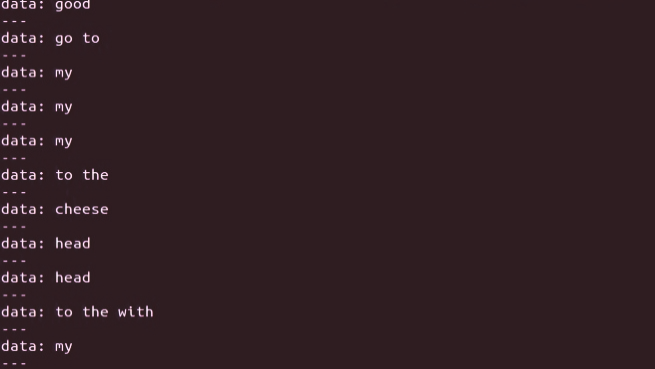 data: good
---
data: go to
---
data: my
---
data: my
---
data: my
---
data: to the
---
data: cheese
---
data: head
---
data: head
---
data: to the with
---
data: my
---